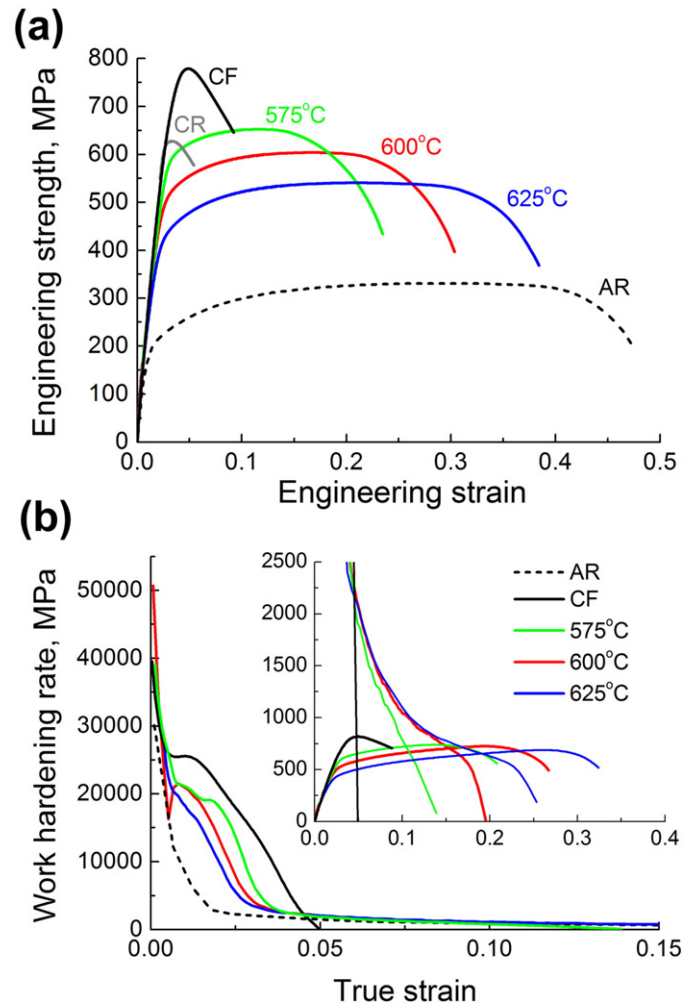 (a)
Engineering strength, MPa
800
700
600
500
400
300
200
100
0
CF
CR
575°C
600°C
625°C
AR
0.0 0.1 0.2 0.3 0.4 0.5
Engineering strain
(b)
Work hardening rate, MPa
50000
40000
30000
20000
10000
0
2500
2000
1500
1000
750
500
0
0.0 0.1 0.2 0.3 0.4
AR
CF
575°C
600°C
625°C
0.00 0.05 0.10 0.15
True strain